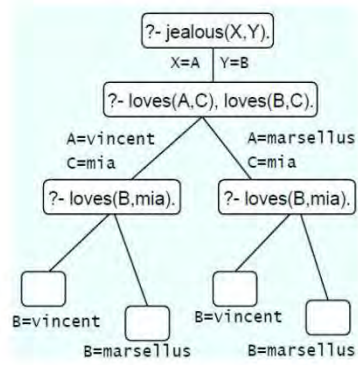 ?- jealous(X,Y).
X=A Y=B
?- loves(A,C), loves(B,C).
A=vincent A=marsellus
C=mia C=mia
?- loves(B,mia). ?- loves(B,mia).
B=vincent B=vincent
B=marsellus B=marsellus